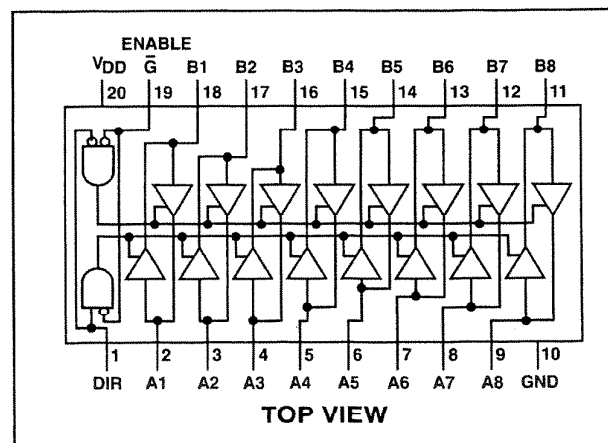 ENABLE
VDD G̅ B1 B2 B3 B4 B5 B6 B7 B8
20 19 18 17 16 15 14 13 12 11
1 2 3 4 5 6 7 8 9 10
DIR A1 A2 A3 A4 A5 A6 A7 A8 GND
TOP VIEW